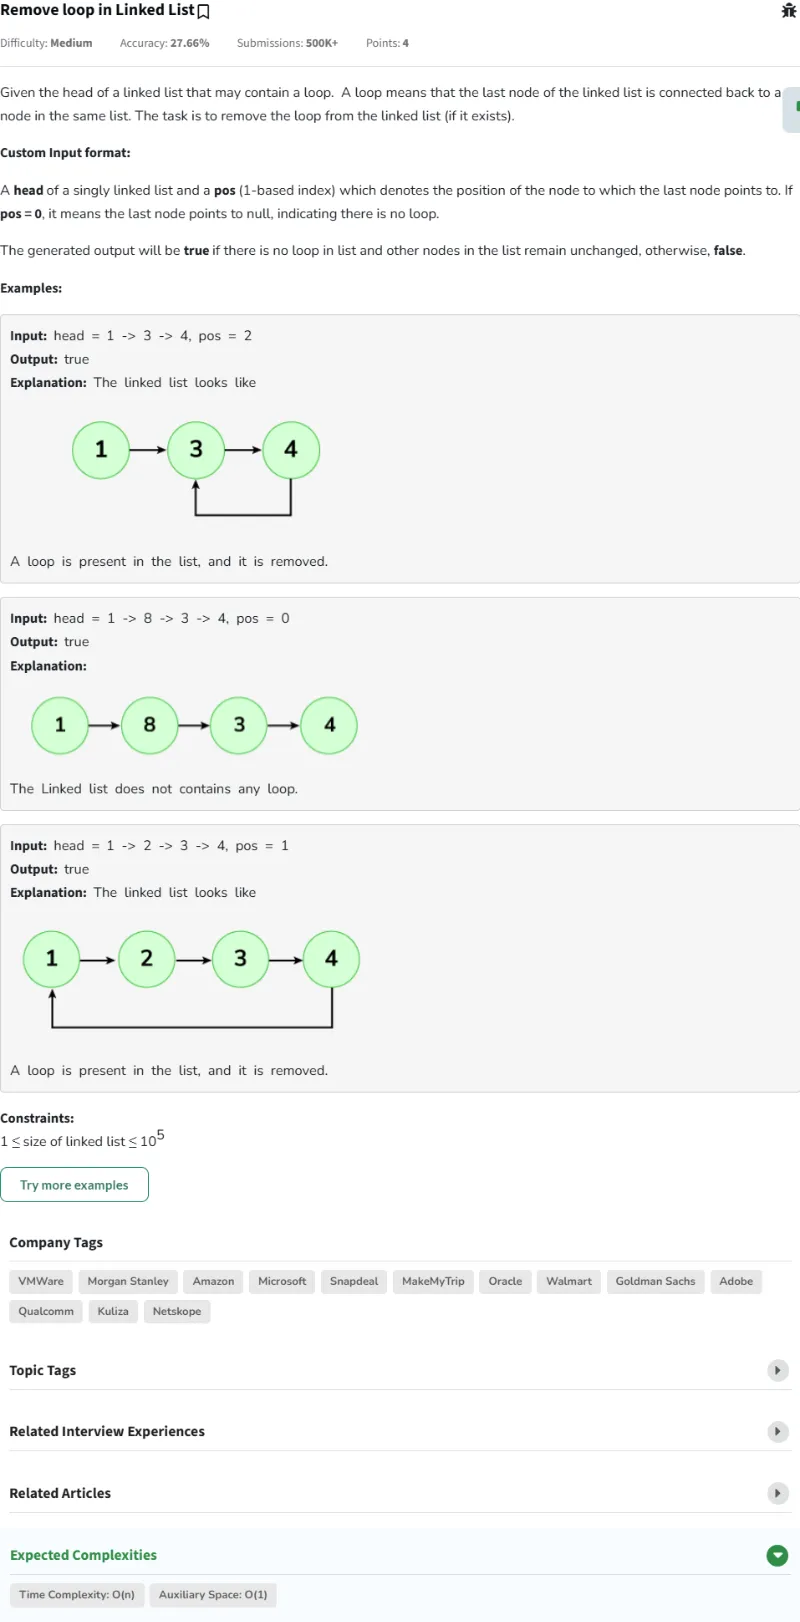 Remove loop in Linked List
Difficulty: Medium Accuracy: 27.66% Submissions: 500K+ Points: 4
Given the head of a linked list that may contain a loop. A loop means that the last node of the linked list is connected back to a
node in the same list. The task is to remove the loop from the linked list (if it exists).
Custom Input format:
A head of a singly linked list and a pos (1-based index) which denotes the position of the node to which the last node points to. If
pos = 0, it means the last node points to null, indicating there is no loop.
The generated output will be true if there is no loop in list and other nodes in the list remain unchanged, otherwise, false.
Examples:
Input: head = 1 -> 3 -> 4, pos = 2
Output: true
Explanation: The linked list looks like
1 3 4
A loop is present in the list, and it is removed.
Input: head = 1 -> 8 -> 3 -> 4, pos = 0
Output: true
Explanation:
1 8 3 4
The Linked list does not contains any loop.
Input: head = 1 -> 2 -> 3 -> 4, pos = 1
Output: true
Explanation: The linked list looks like
1 2 3 4
A loop is present in the list, and it is removed.
Constraints:
1 ≤ size of linked list ≤ 10^5
Try more examples
Company Tags
VMWare Morgan Stanley Amazon Microsoft Snapdeal MakeMyTrip Oracle Walmart Goldman Sachs Adobe
Qualcomm Kuliza Netskope
Topic Tags
Related Interview Experiences
Related Articles
Expected Complexities
Time Complexity: O(n) Auxiliary Space: O(1)